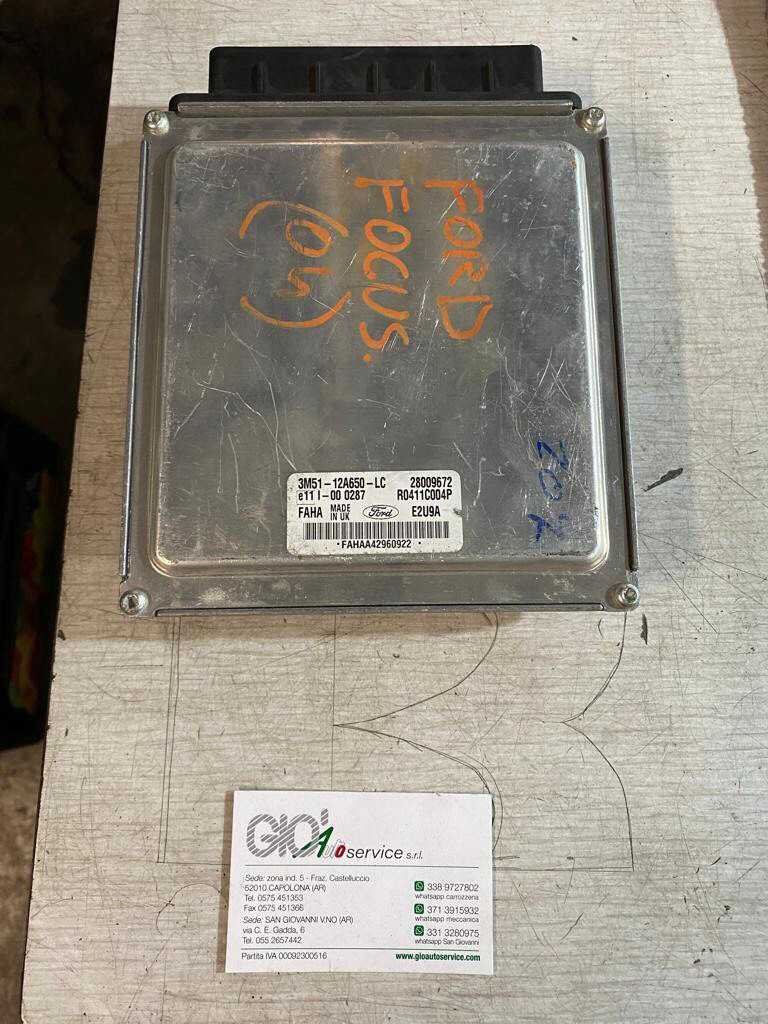 FORD
FOCUS.
(04)
3M51-12A650-LC 28009672
e11 I-00 0287 R0411C004P
FAHA MADE IN UK Ford E2U9A
•FAHAA42960922•
GIO' Autoservice s.r.l.
Sede: zona ind. 5 - Fraz. Castelluccio
52010 CAPOLONA (AR)
Tel. 0575 451353
Fax 0575 451366
Sede: SAN GIOVANNI V.NO (AR)
via C. E. Gadda, 6
Tel. 055 2657442
Partita IVA 00092300516
338 9727802
whatsapp carrozzeria
371 3915932
whatsapp meccanica
331 3280975
whatsapp San Giovanni
www.gioautoservice.com